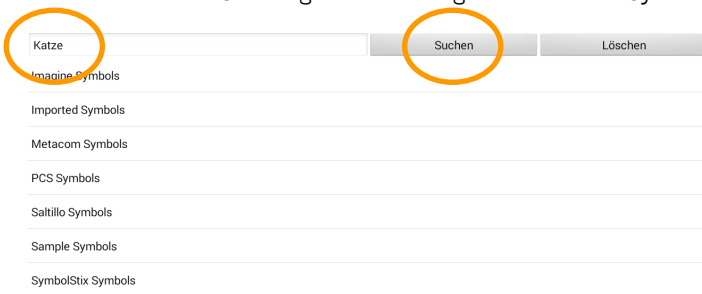 Katze Suchen Löschen
Imagine Symbols
Imported Symbols
Metacom Symbols
PCS Symbols
Saltillo Symbols
Sample Symbols
SymbolStix Symbols